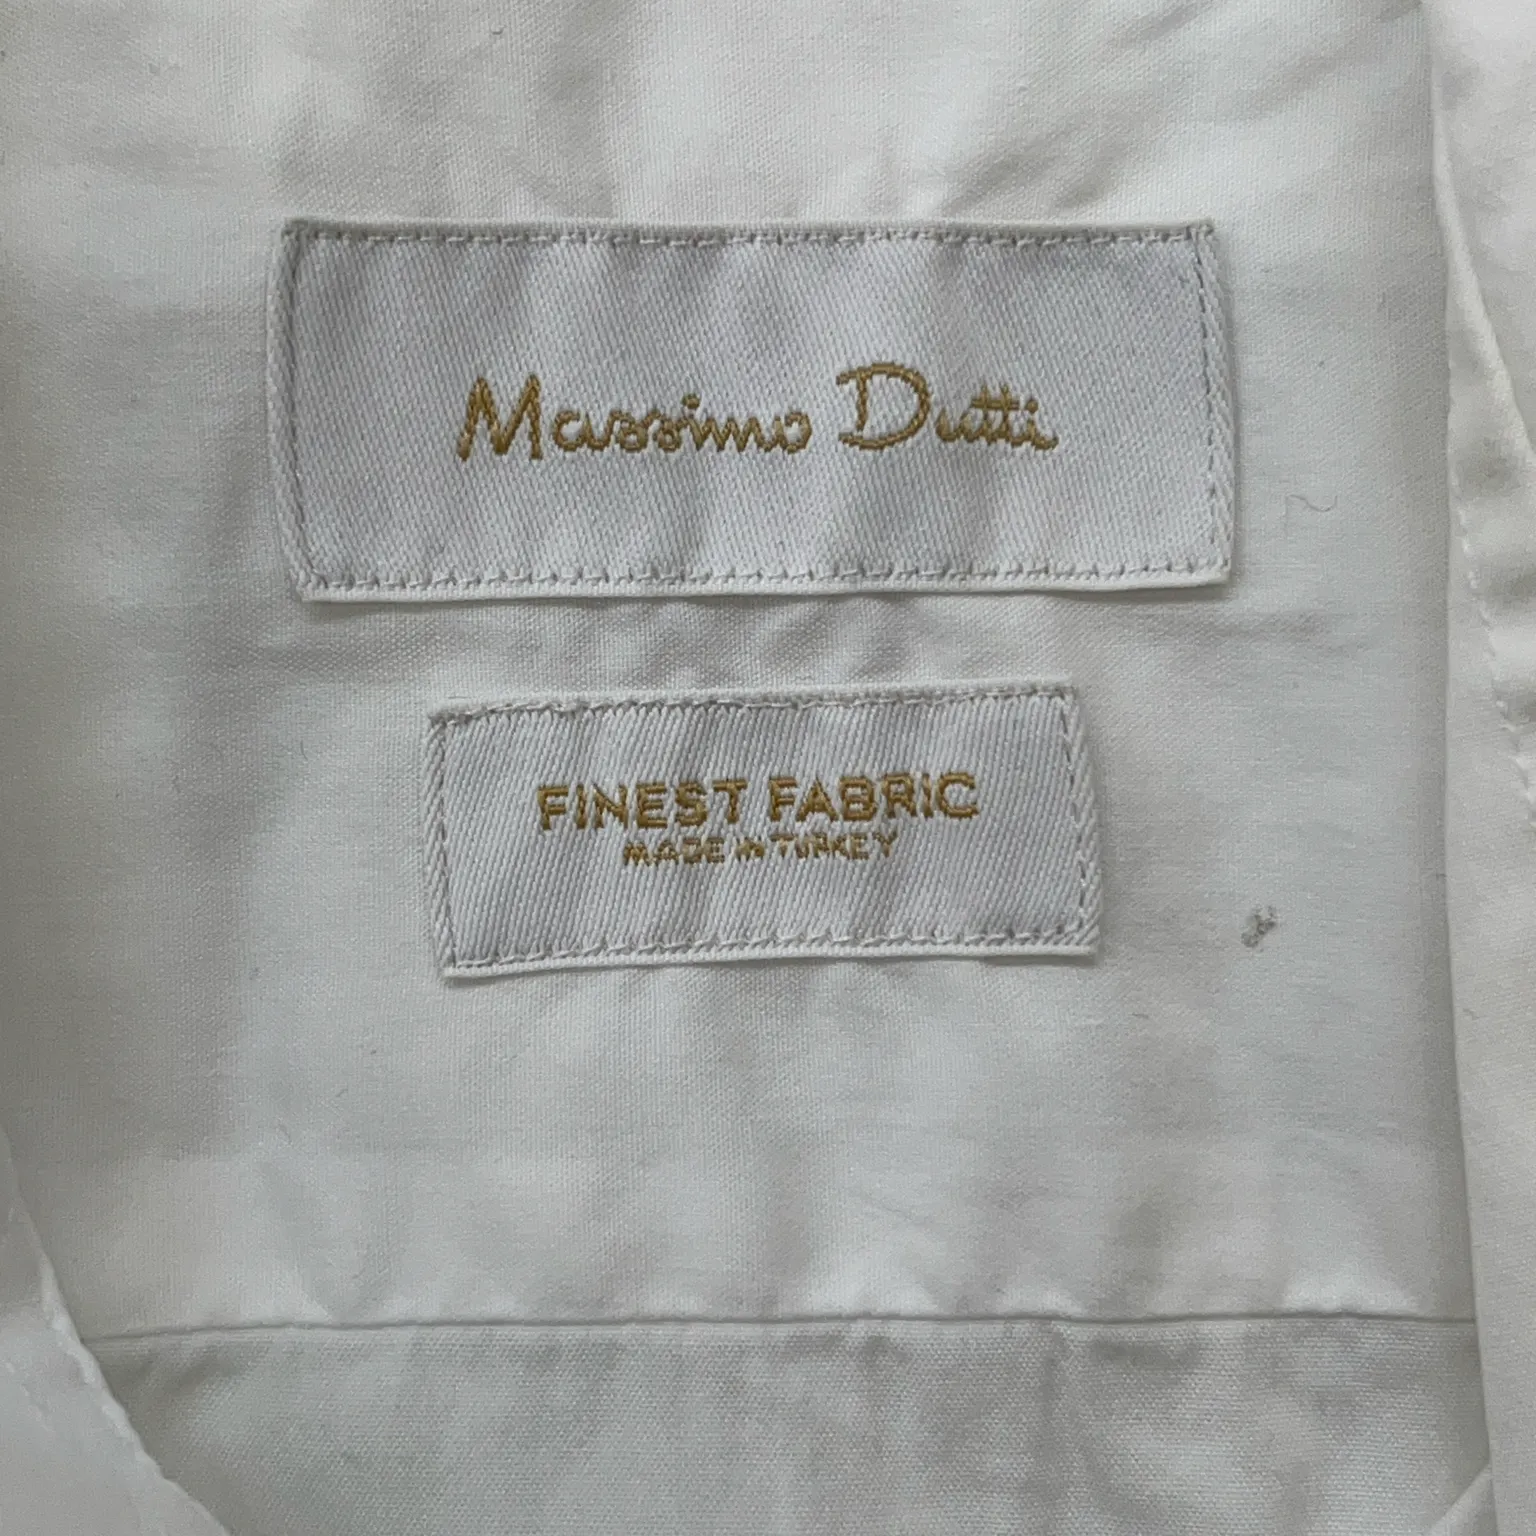 Massimo Dutti
FINEST FABRIC
MADE IN TURKEY